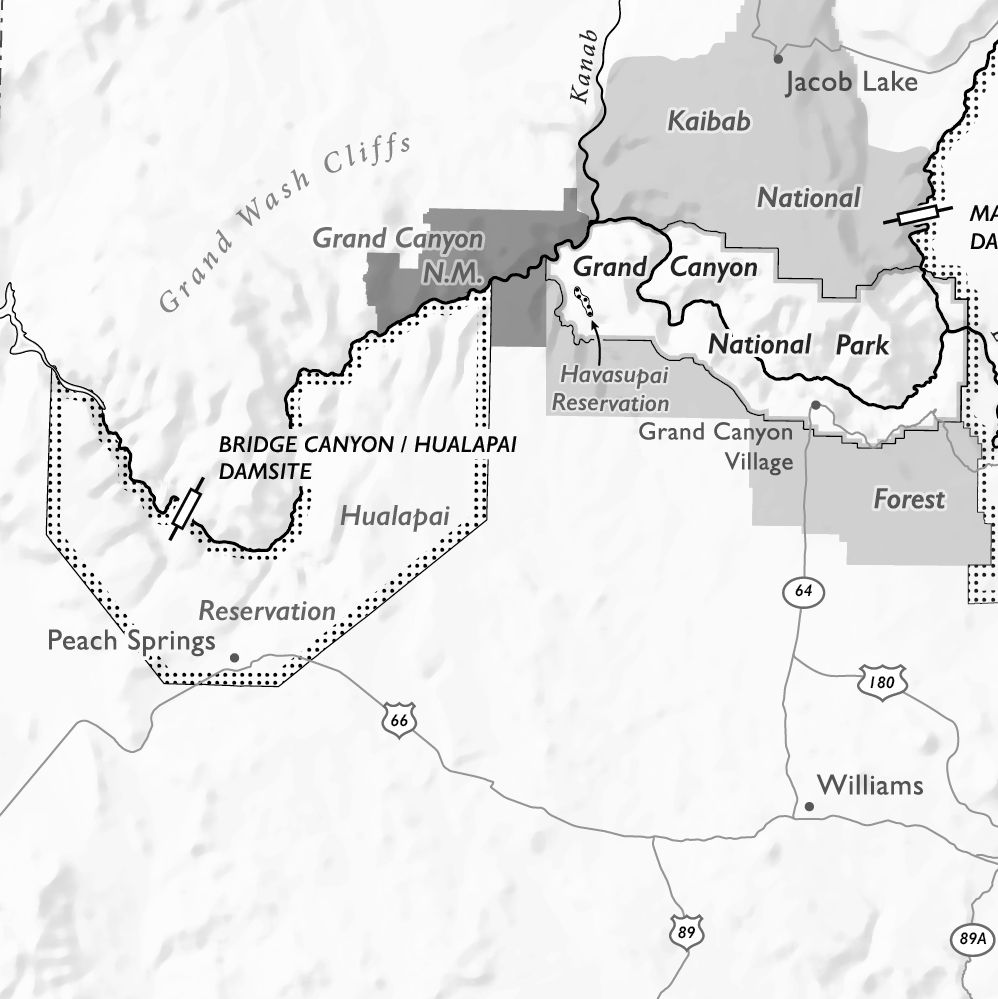 Kanab
Jacob Lake
Kaibab
Grand Wash Cliffs
National
MA
DA
Grand Canyon
N.M.
Grand Canyon
National Park
Havasupai
Reservation
Grand Canyon
Village
BRIDGE CANYON / HUALAPAI
DAMSITE
Forest
Hualapai
Reservation
Peach Springs
64
180
66
Williams
89
89A